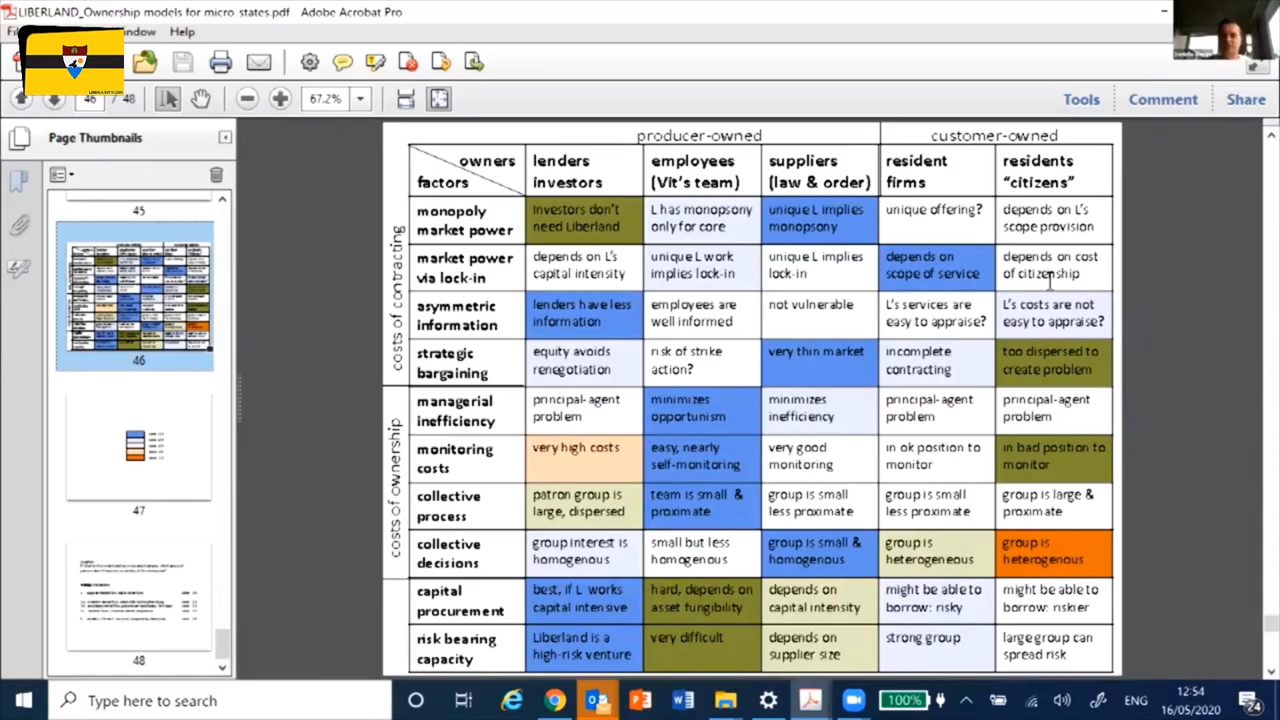 LIBERLAND_Ownership models for micro states.pdf - Adobe Acrobat Pro
ndow Help
46 / 48
67.2%
Tools Comment Share
Page Thumbnails
45
46
47
48
producer-owned customer-owned
owners
factors
lenders
investors
employees
(Vit's team)
suppliers
(law & order)
resident
firms
residents
"citizens"
costs of contracting
monopoly
market power
Investors don't
need Liberland
L has monopsony
only for core
unique L implies
monopsony
unique offering?
depends on L's
scope provision
market power
via lock-in
depends on L's
capital intensity
unique L work
implies lock-in
unique L implies
lock-in
depends on
scope of service
depends on cost
of citizenship
asymmetric
information
lenders have less
information
employees are
well informed
not vulnerable
L's services are
easy to appraise?
L's costs are not
easy to appraise?
strategic
bargaining
equity avoids
renegotiation
risk of strike
action?
very thin market
incomplete
contracting
too dispersed to
create problem
costs of ownership
managerial
inefficiency
principal-agent
problem
minimizes
opportunism
minimizes
inefficiency
principal-agent
problem
principal-agent
problem
monitoring
costs
very high costs
easy, nearly
self-monitoring
very good
monitoring
in ok position to
monitor
in bad position to
monitor
collective
process
patron group is
large, dispersed
team is small &
proximate
group is small
less proximate
group is small
less proximate
group is large &
proximate
collective
decisions
group interest is
homogenous
small but less
homogenous
group is small &
homogenous
group is
heterogeneous
group is
heterogenous
capital
procurement
best if L works
capital intensive
hard, depends on
asset fungibility
depends on
capital intensity
might be able to
borrow: risky
might be able to
borrow: riskier
risk bearing
capacity
Liberland is a
high-risk venture
very difficult
depends on
supplier size
strong group
large group can
spread risk
Type here to search
100%
ENG
12:54
16/05/2020
24